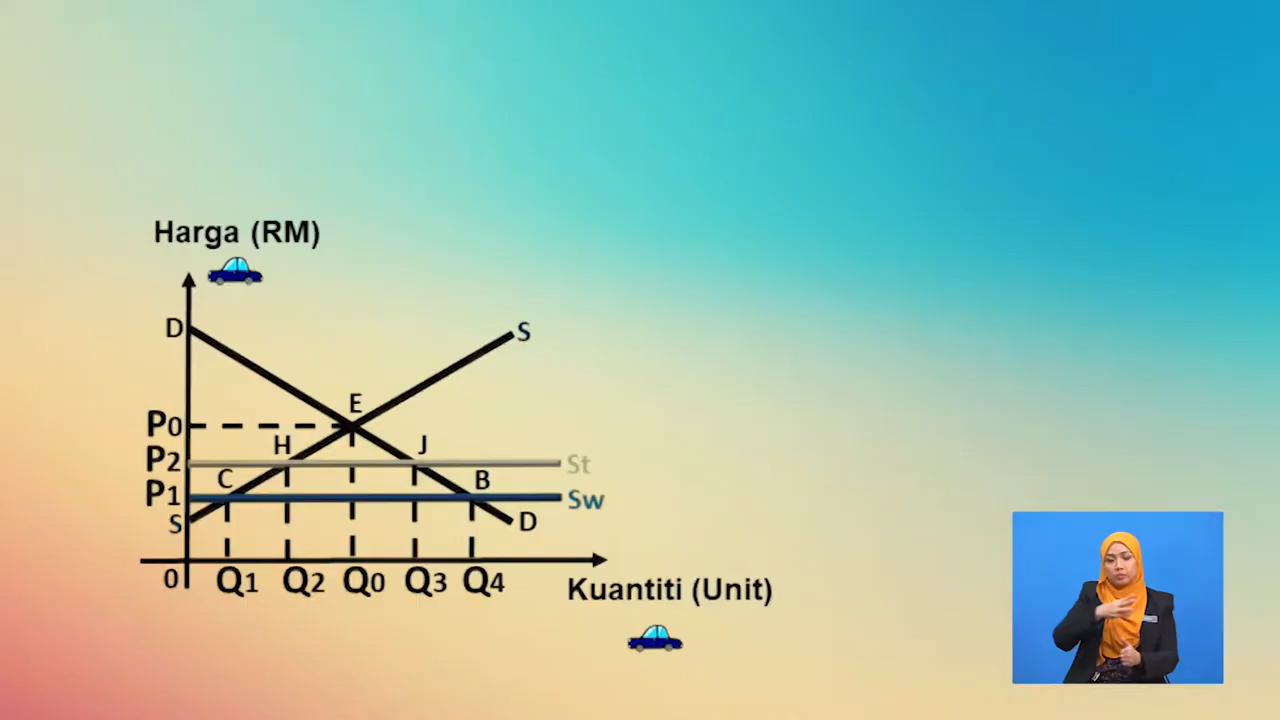 Harga (RM)
D
S
E
P0
H
J
P2
St
C
B
P1
Sw
S
D
0
Q1
Q2
Q0
Q3
Q4
Kuantiti (Unit)